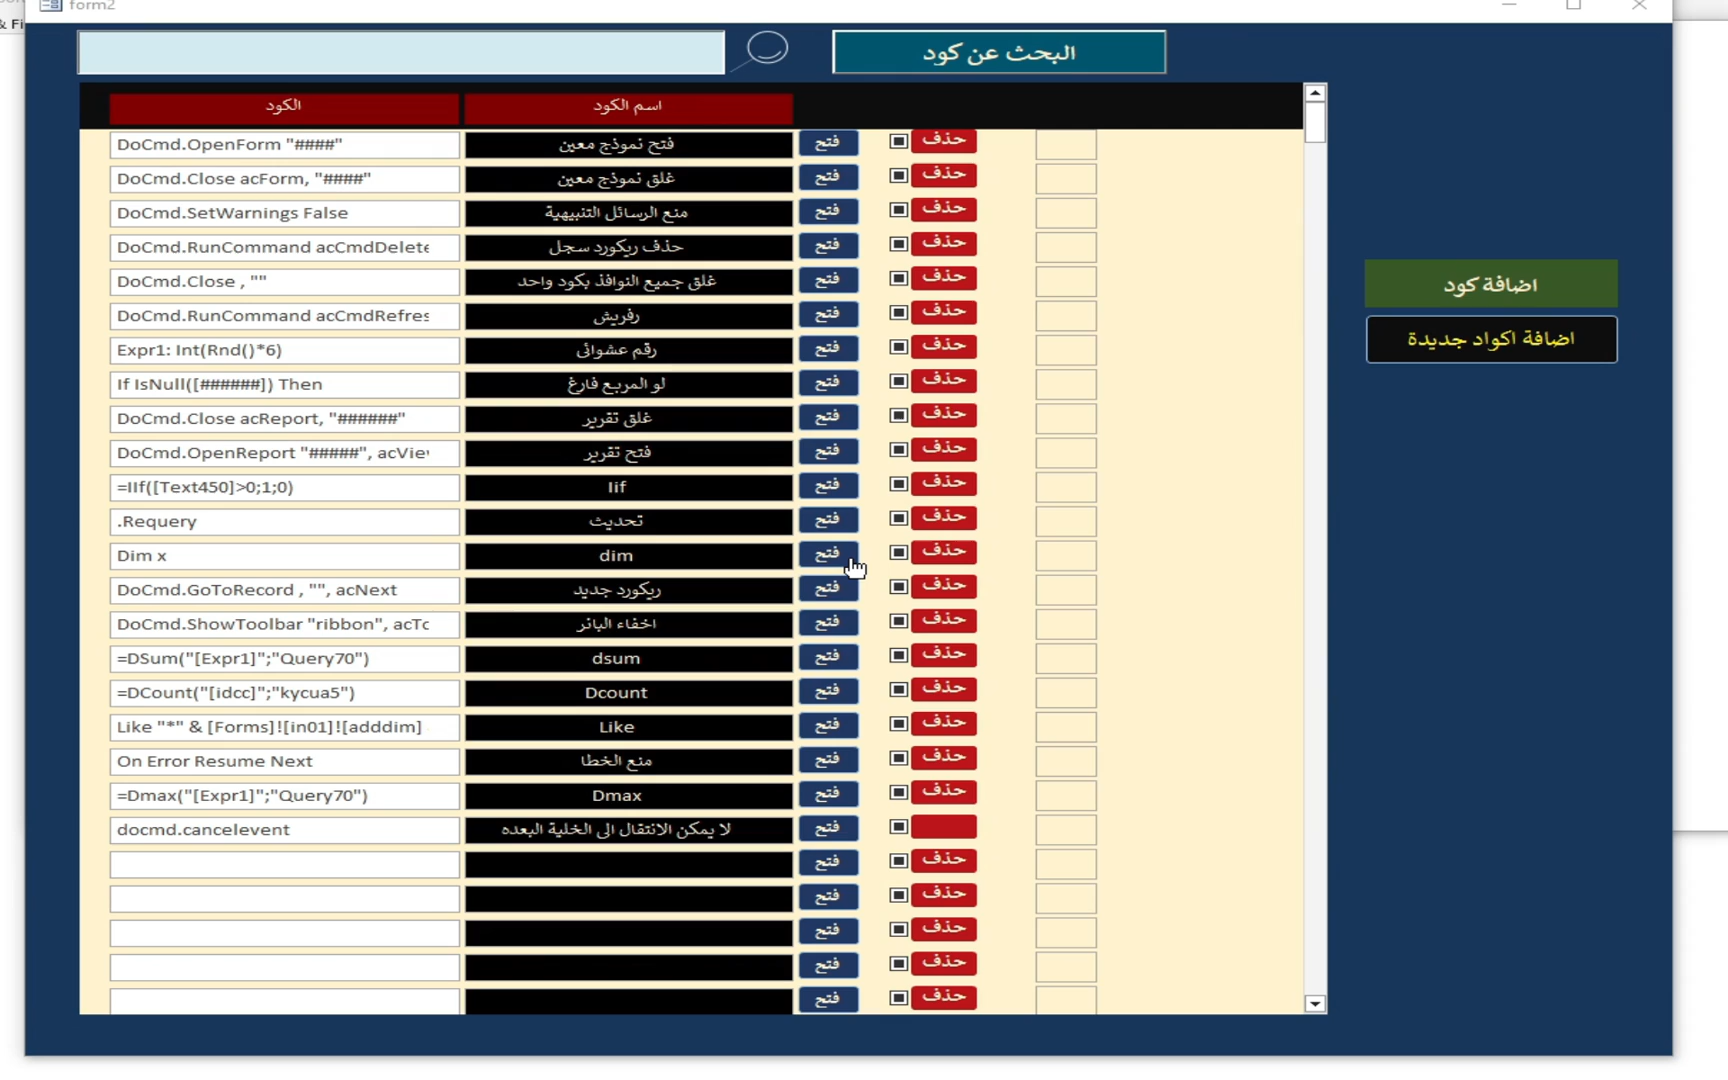 & Fi
form2
البحث عن كود
اسم الكود الكود
DoCmd.OpenForm "####" فتح نموذج معين فتح حذف
DoCmd.Close acForm, "####" غلق نموذج معين فتح حذف
DoCmd.SetWarnings False منع الرسائل التنبيهية فتح حذف
DoCmd.RunCommand acCmdDelete حذف ريكورد سجل فتح حذف
DoCmd.Close , "" غلق جميع النوافذ بكود واحد فتح حذف
DoCmd.RunCommand acCmdRefres رفريش فتح حذف
Expr1: Int(Rnd()*6) رقم عشوائى فتح حذف
If IsNull([######]) Then لو المربع فارغ فتح حذف
DoCmd.Close acReport, "######" غلق تقرير فتح حذف
DoCmd.OpenReport "#####", acVie فتح تقرير فتح حذف
=IIf([Text450]>0;1;0) Iif فتح حذف
.Requery تحديث فتح حذف
Dim x dim فتح حذف
DoCmd.GoToRecord , "", acNext ريكورد جديد فتح حذف
DoCmd.ShowToolbar "ribbon", acTo اخفاء البانر فتح حذف
=DSum("[Expr1]";"Query70") dsum فتح حذف
=DCount("[idcc]";"kycua5") Dcount فتح حذف
Like "*" & [Forms]![in01]![adddim] Like فتح حذف
On Error Resume Next منع الخطا فتح حذف
=Dmax("[Expr1]";"Query70") Dmax فتح حذف
docmd.cancelevent لا يمكن الانتقال الى الخلية البعده فتح
فتح حذف
فتح حذف
فتح حذف
فتح حذف
فتح حذف
اضافة كود
اضافة اكواد جديدة